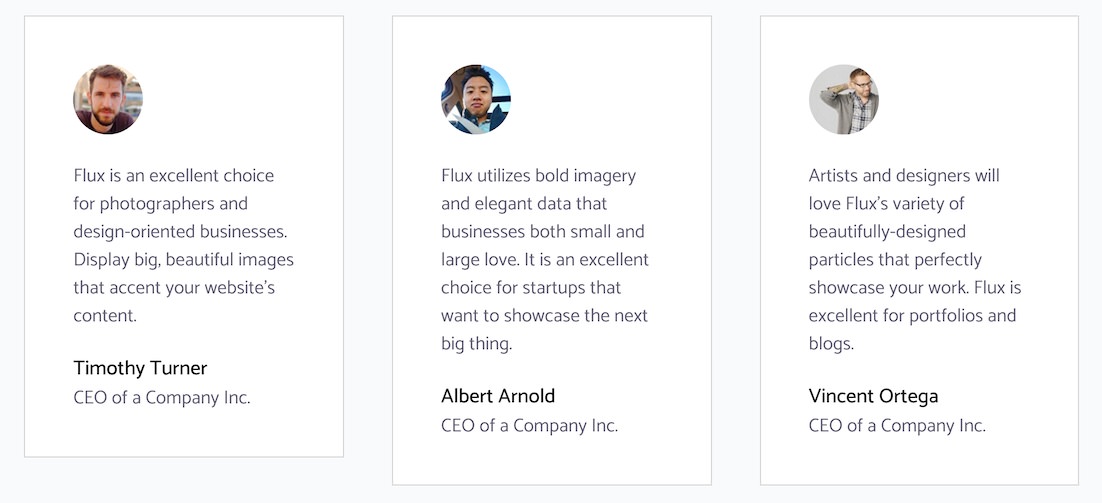 Flux is an excellent choice
for photographers and
design-oriented businesses.
Display big, beautiful images
that accent your website's
content.
Timothy Turner
CEO of a Company Inc.
Flux utilizes bold imagery
and elegant data that
businesses both small and
large love. It is an excellent
choice for startups that
want to showcase the next
big thing.
Albert Arnold
CEO of a Company Inc.
Artists and designers will
love Flux's variety of
beautifully-designed
particles that perfectly
showcase your work. Flux is
excellent for portfolios and
blogs.
Vincent Ortega
CEO of a Company Inc.